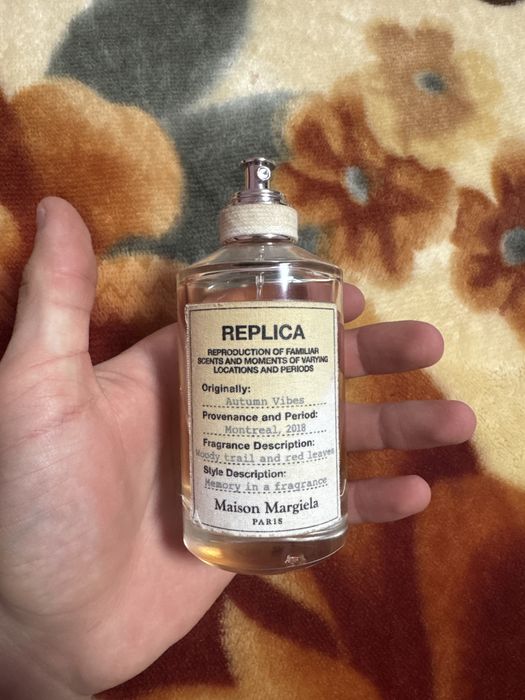 REPLICA
REPRODUCTION OF FAMILIAR
SCENTS AND MOMENTS OF VARYING
LOCATIONS AND PERIODS
Originally:
Autumn Vibes
Provenance and Period:
Montreal, 2018
Fragrance Description:
Woody trail and red leaves
Style Description:
Memory in a fragrance
Maison Margiela
PARIS